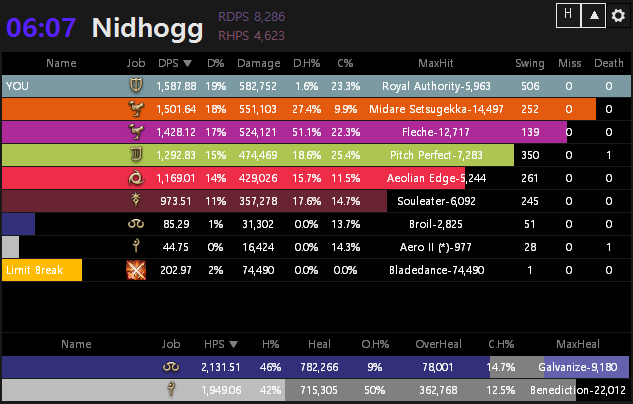 06:07 Nidhogg RDPS 8,286 H ▲
RHPS 4,623
Name Job DPS ▼ D% Damage D.H% C% MaxHit Swing Miss Death
YOU 1,587.88 19% 582,752 1.6% 23.3% Royal Authority-5,963 506 0 0
1,501.64 18% 551,103 27.4% 9.9% Midare Setsugekka-14,497 252 0 0
1,428.12 17% 524,121 51.1% 22.3% Fleche-12,717 139 0 0
1,292.83 15% 474,469 18.6% 25.4% Pitch Perfect-7,283 350 0 1
1,169.01 14% 429,026 15.7% 11.5% Aeolian Edge-5,244 261 0 0
973.51 11% 357,278 17.6% 14.7% Souleater-6,092 245 0 0
85.29 1% 31,302 0.0% 13.7% Broil-2,825 51 0 0
44.75 0% 16,424 0.0% 14.3% Aero II (*)-977 28 0 1
Limit Break 202.97 2% 74,490 0.0% 0.0% Bladedance-74,490 1 0 0
Name Job HPS ▼ H% Heal O.H% OverHeal C.H% MaxHeal
2,131.51 46% 782,266 9% 78,001 14.7% Galvanize-9,180
1,949.06 42% 715,305 50% 362,768 12.5% Benediction-22,012